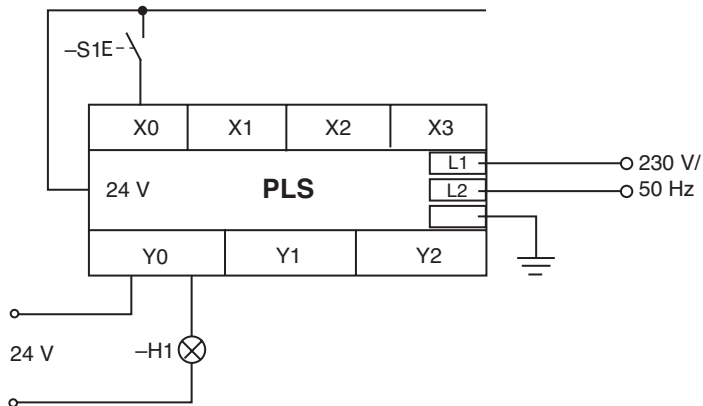 –S1E
X0 X1 X2 X3
L1 230 V/
24 V PLS L2 50 Hz
Y0 Y1 Y2
24 V –H1